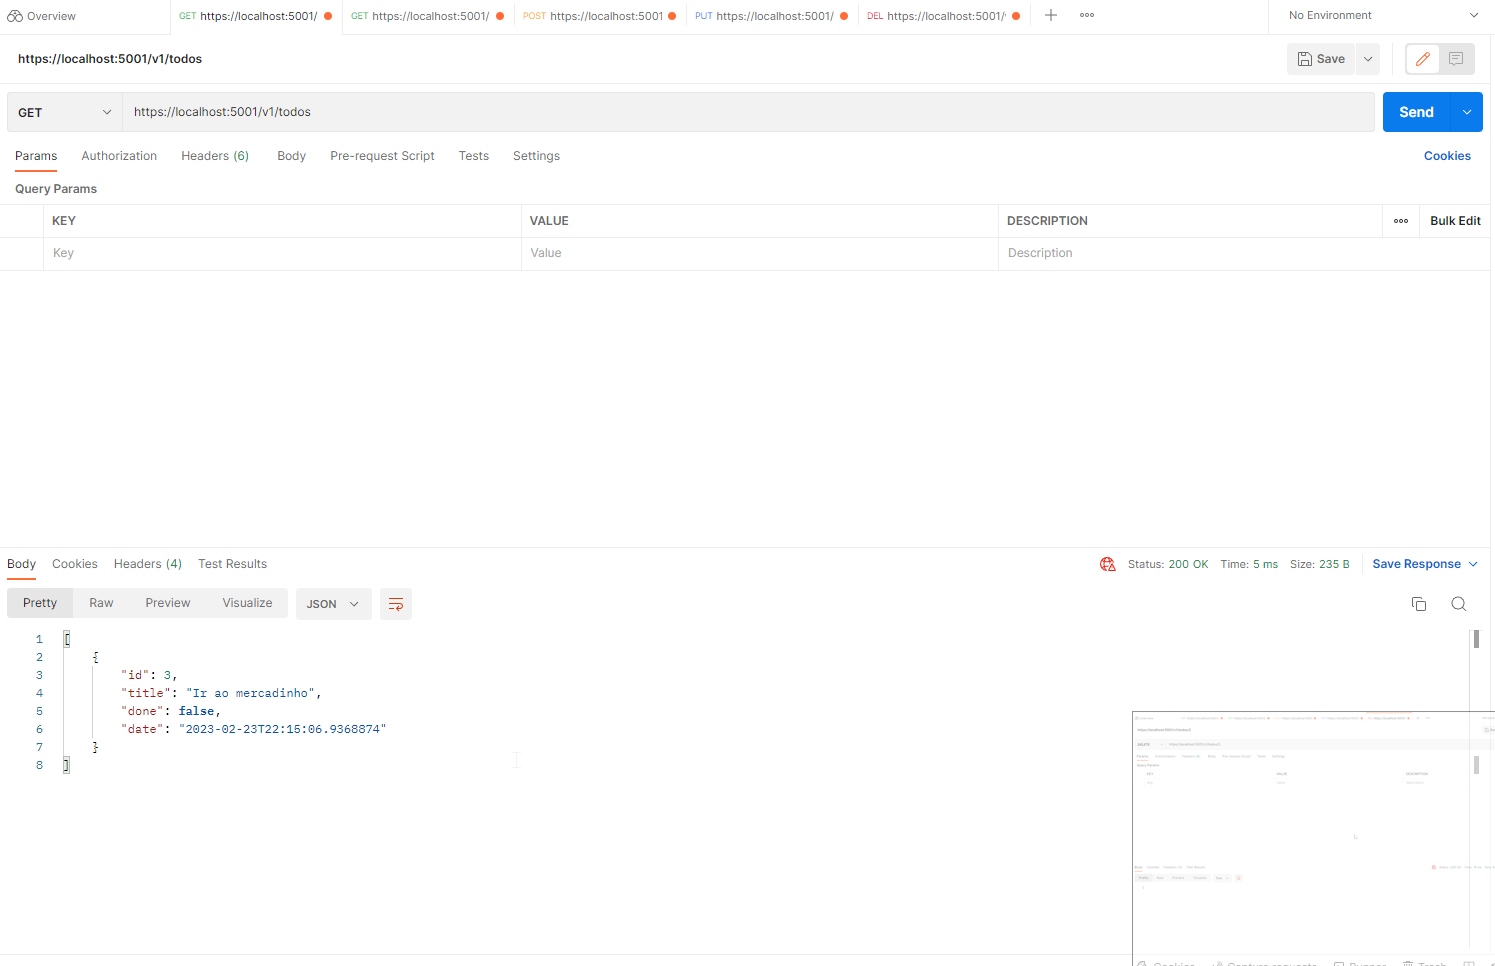 Overview
GET https://localhost:5001/
GET https://localhost:5001/
POST https://localhost:5001
PUT https://localhost:5001/
DEL https://localhost:5001/
No Environment
https://localhost:5001/v1/todos
Save
GET
https://localhost:5001/v1/todos
Send
Params Authorization Headers (6) Body Pre-request Script Tests Settings
Cookies
Query Params
KEY VALUE DESCRIPTION
Bulk Edit
Key Value Description
Body Cookies Headers (4) Test Results
Status: 200 OK Time: 5 ms Size: 235 B
Save Response
Pretty Raw Preview Visualize JSON
1 [
2 {
3 "id": 3,
4 "title": "Ir ao mercadinho",
5 "done": false,
6 "date": "2023-02-23T22:15:06.9368874"
7 }
8 ]